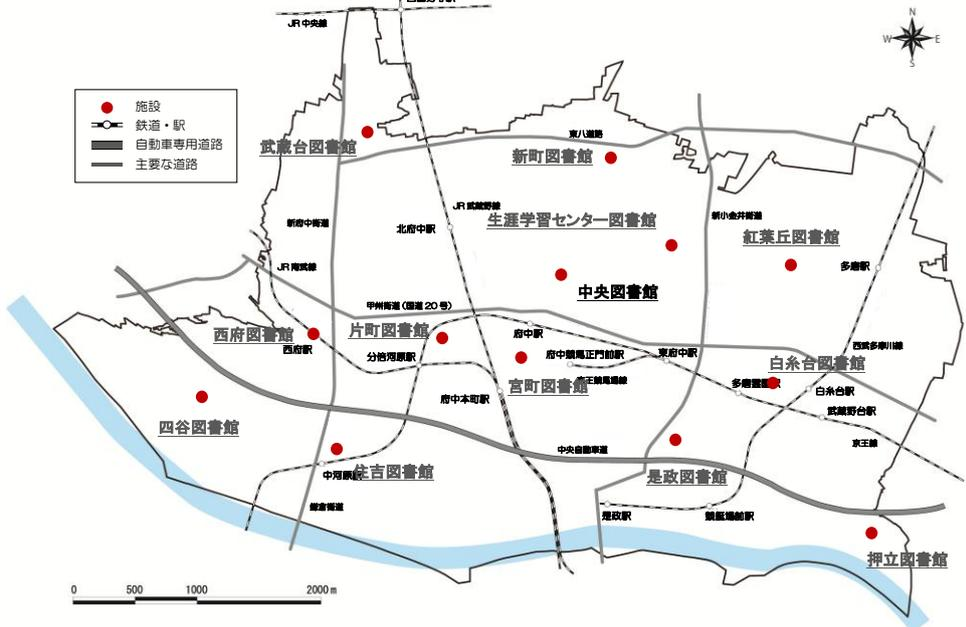 JR中央線
N
W E
S
施設
鉄道・駅
自動車専用道路
主要な道路
武蔵台図書館
東八道路
新町図書館
JR武蔵野線
生涯学習センター図書館
新府中街道
北府中駅
新小金井街道
紅葉丘図書館
JR南武線
多磨駅
中央図書館
甲州街道(国道20号)
西府図書館
片町図書館
府中駅
西府駅
分倍河原駅
府中競馬正門前駅
東府中駅
西武多摩川線
白糸台図書館
京王競馬場線
宮町図書館
多磨霊園駅
白糸台駅
府中本町駅
武蔵野台駅
四谷図書館
京王線
中央自動車道
住吉図書館
中河原駅
是政図書館
鎌倉街道
是政駅
競艇場前駅
押立図書館
0 500 1000 2000m